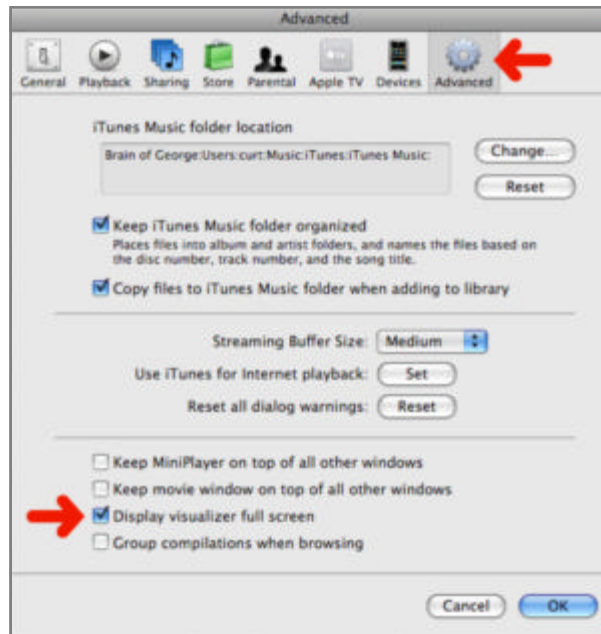 Advanced
General Playback Sharing Store Parental Apple TV Devices Advanced
iTunes Music folder location
Brain of George:Users:curt:Music:iTunes:iTunes Music:
Change...
Reset
Keep iTunes Music folder organized
Places files into album and artist folders, and names the files based on
the disc number, track number, and the song title.
Copy files to iTunes Music folder when adding to library
Streaming Buffer Size: Medium
Use iTunes for Internet playback: Set
Reset all dialog warnings: Reset
Keep MiniPlayer on top of all other windows
Keep movie window on top of all other windows
Display visualizer full screen
Group compilations when browsing
Cancel OK